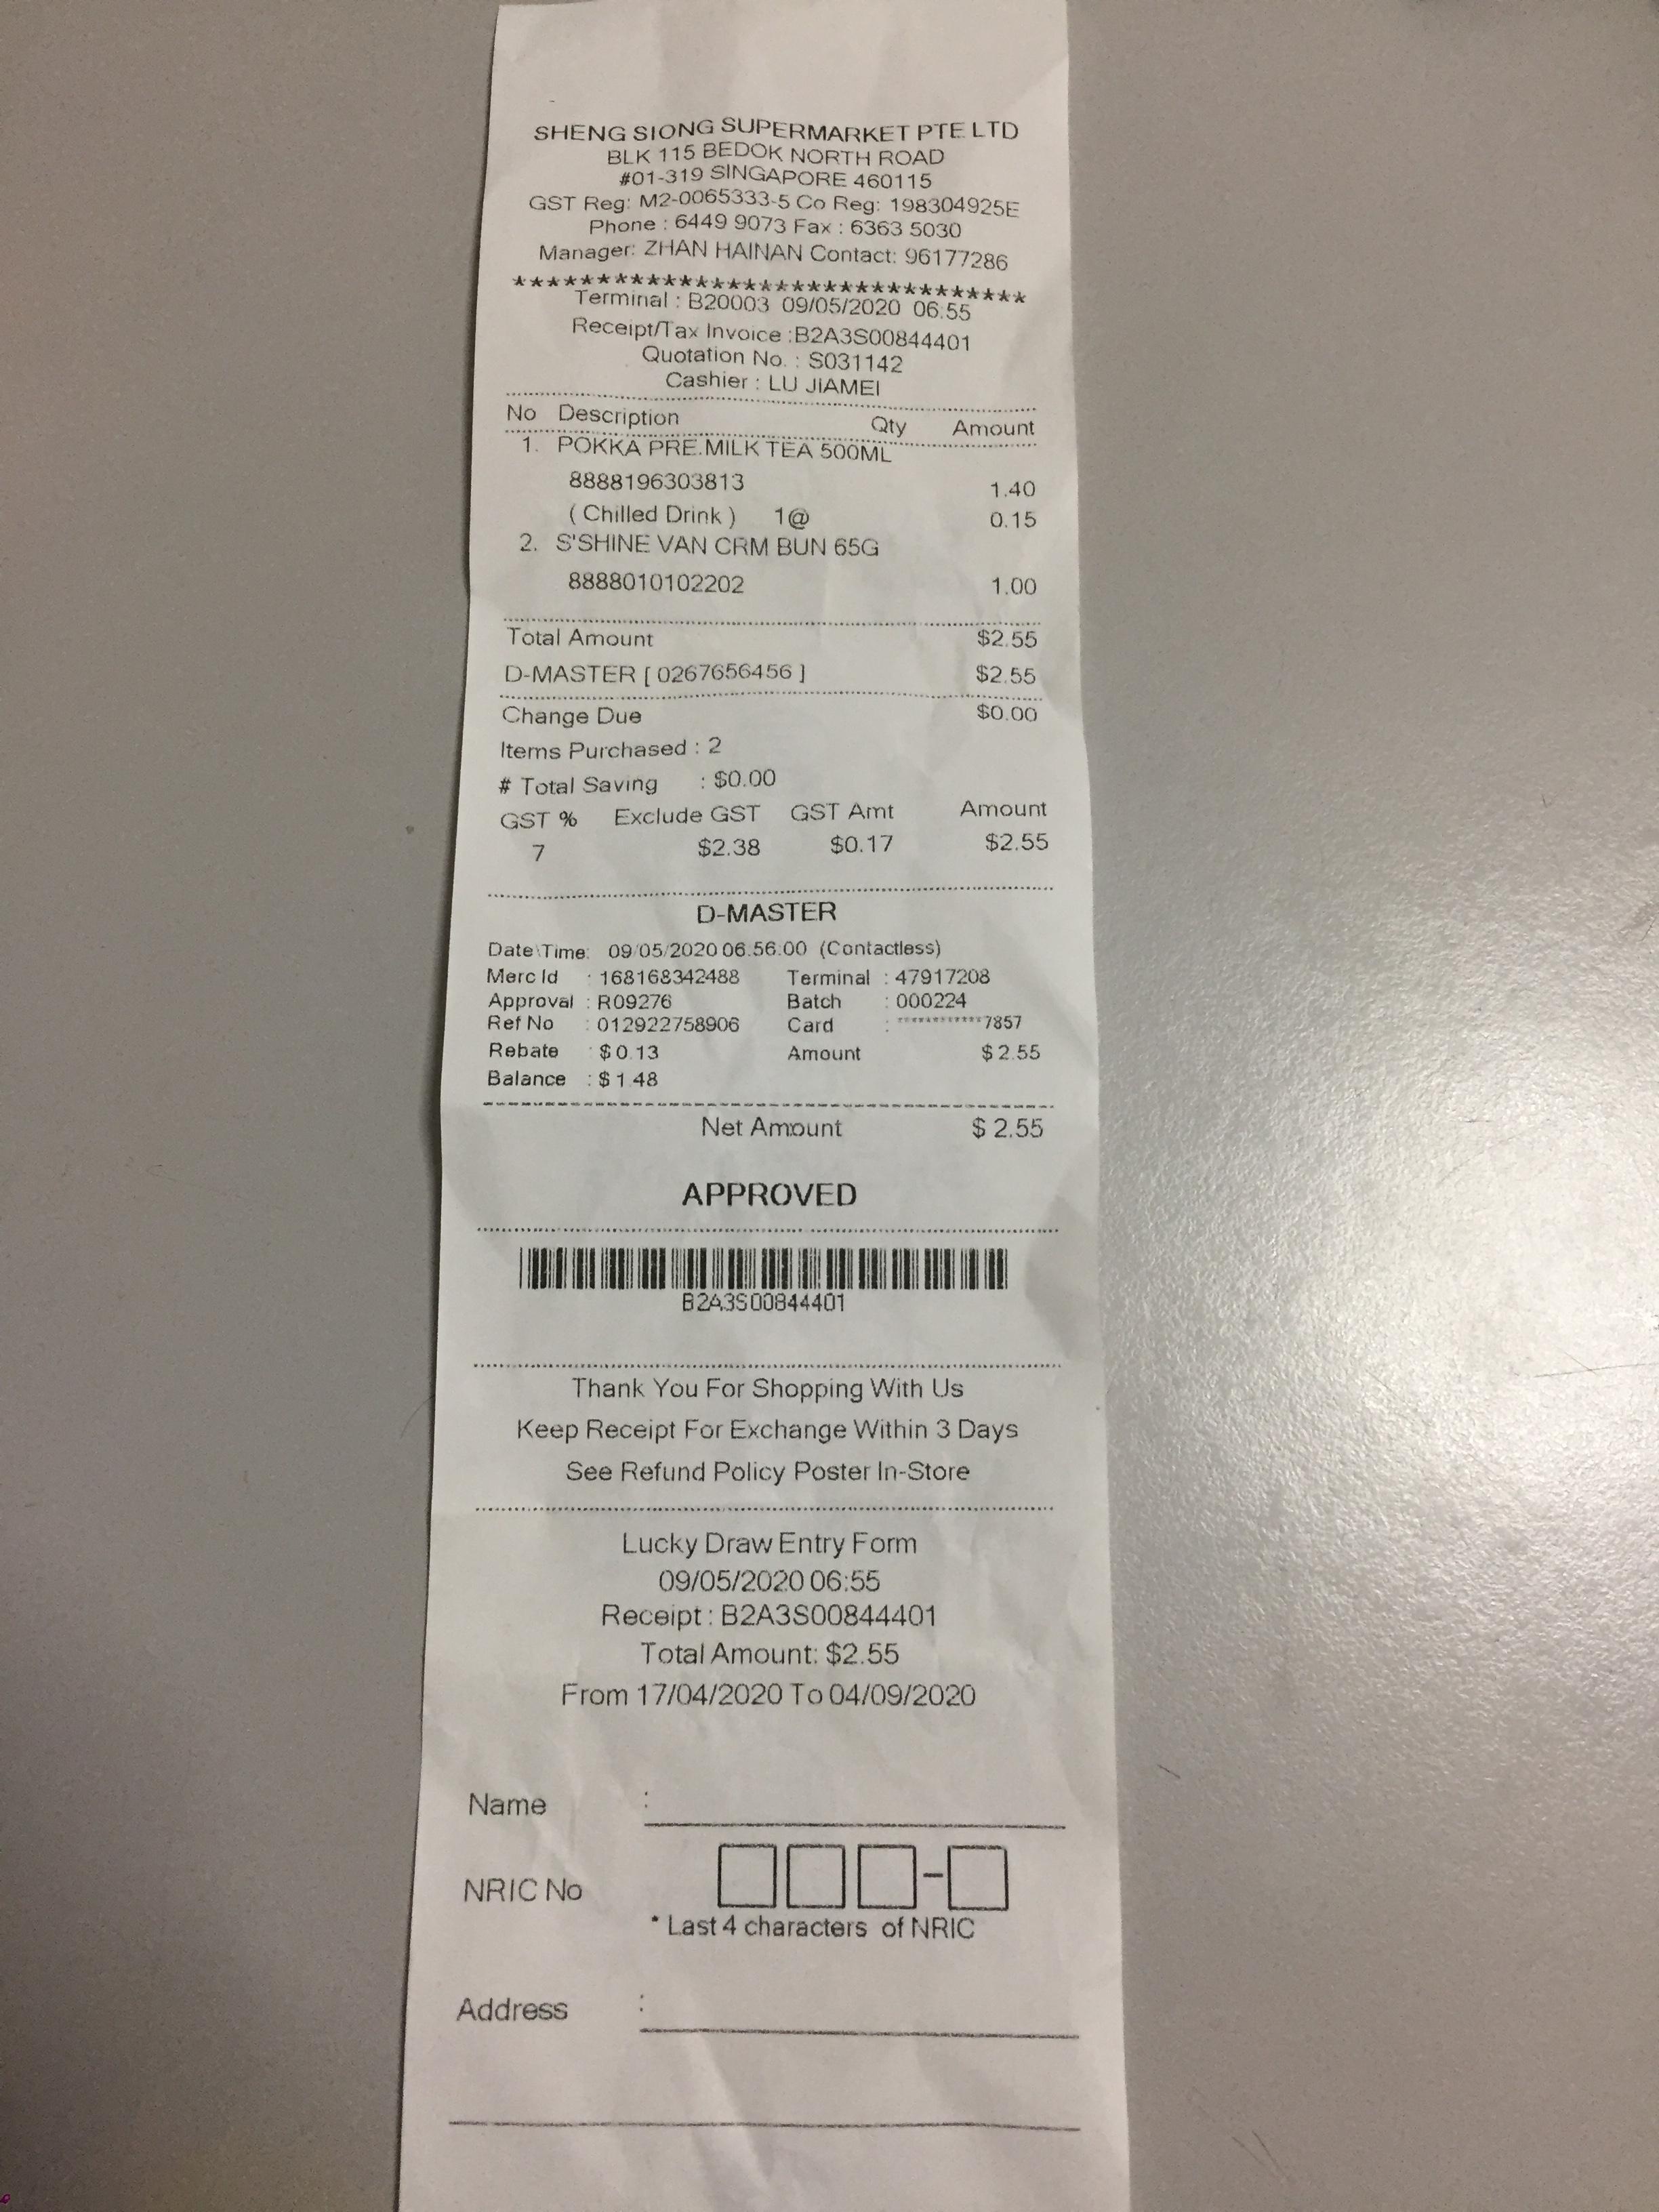 SHENG SIONG SUPERMARKET PTE LTD
BLK 115 BEDOK NORTH ROAD
#01-319 SINGAPORE 460115
GST Reg: M2-0065333-5 Co Reg: 198304925E
Phone : 6449 9073 Fax : 6363 5030
Manager: ZHAN HAINAN Contact: 96177286
********************************
Terminal : B20003 09/05/2020 06:55
Receipt/Tax Invoice :B2A3S00844401
Quotation No. : S031142
Cashier : LU JIAMEI
No Description Qty Amount
1. POKKA PRE.MILK TEA 500ML
8888196303813 1.40
( Chilled Drink ) 1@ 0.15
2. S'SHINE VAN CRM BUN 65G
8888010102202 1.00
Total Amount $2.55
D-MASTER [ 0267656456 ] $2.55
Change Due $0.00
Items Purchased : 2
# Total Saving : $0.00
GST % Exclude GST GST Amt Amount
7 $2.38 $0.17 $2.55
D-MASTER
Date\Time: 09/05/2020 06:56:00 (Contactless)
Merc Id : 168168342488 Terminal : 47917208
Approval : R09276 Batch : 000224
Ref No : 012922758906 Card : ************7857
Rebate : $ 0.13 Amount $ 2.55
Balance : $ 1.48
Net Amount $ 2.55
APPROVED
B2A3S00844401
Thank You For Shopping With Us
Keep Receipt For Exchange Within 3 Days
See Refund Policy Poster In-Store
Lucky Draw Entry Form
09/05/2020 06:55
Receipt : B2A3S00844401
Total Amount: $2.55
From 17/04/2020 To 04/09/2020
Name :
NRIC No
* Last 4 characters of NRIC
Address :